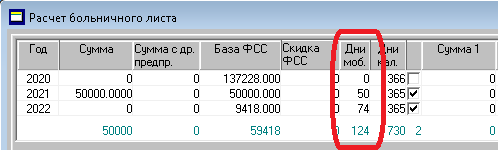 Расчет больничного листа
Год Сумма Сумма с др. предпр. База ФСС Скидка ФСС Дни моб. Дни кал. Сумма 1
2020 0 0 137228.000 0 0 366 0
2021 50000.0000 0 50000.000 0 50 365 0
2022 0 0 9418.000 0 74 365 0
50000 0 59418 0 124 730 2 0